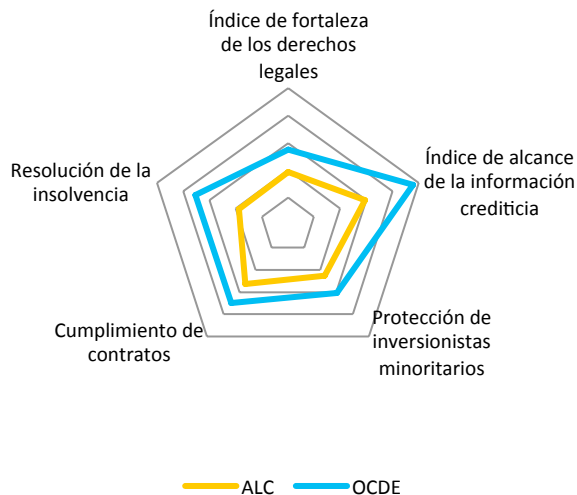 Índice de fortaleza
de los derechos
legales
Índice de alcance
de la información
crediticia
Protección de
inversionistas
minoritarios
Cumplimiento de
contratos
Resolución de la
insolvencia
ALC
OCDE